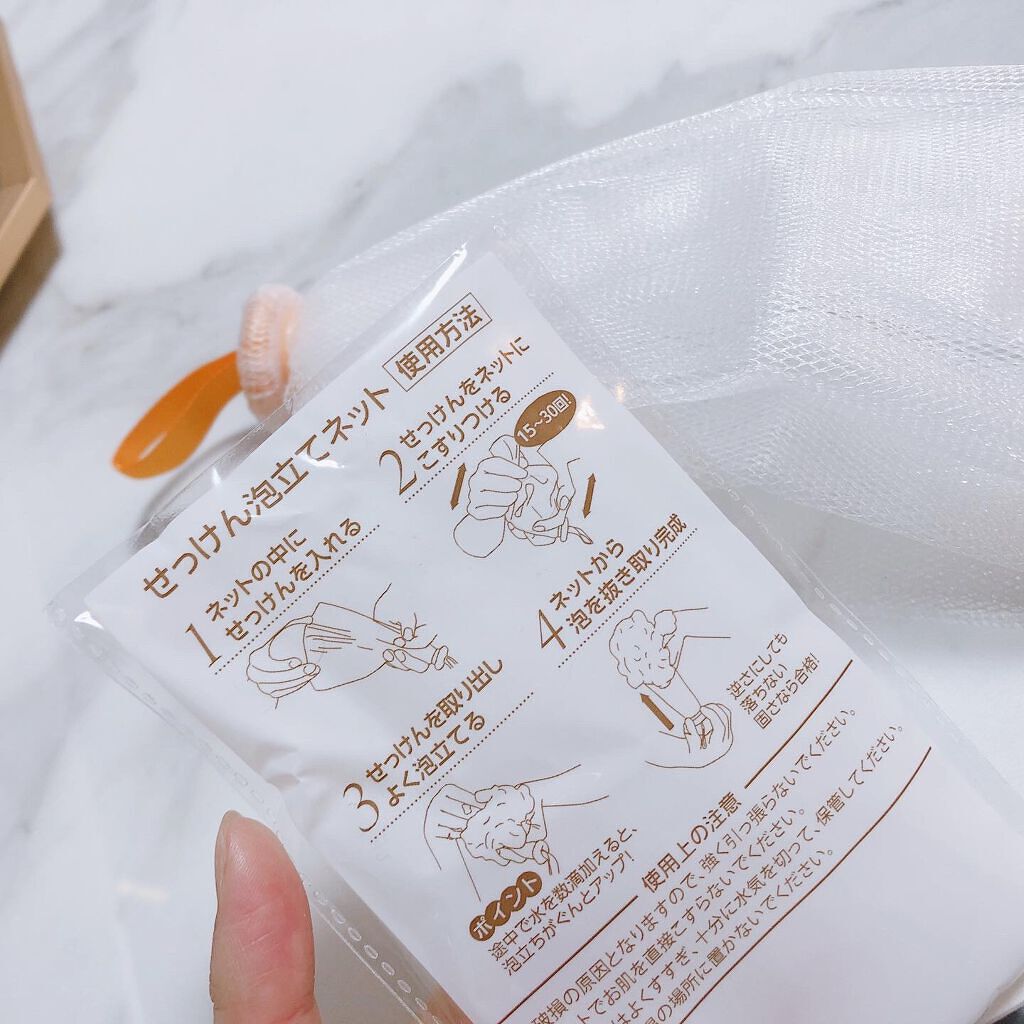 せっけん泡立てネット 使用方法
1 ネットの中に
せっけんを入れる
2 せっけんをネットに
こすりつける
15~30回!
3 せっけんを取り出し
よく泡立てる
ポイント
途中で水を数滴加えると、
泡立ちがぐんとアップ!
4 ネットから
泡を抜き取り完成
逆さにしても
落ちない
固さなら合格!
使用上の注意
破損の原因となりますので、強く引っ張らないでください。
トでお肌を直接こすらないでください。
はよくすすぎ、十分に水気を切って、保管してください。
の場所に置かないでください。